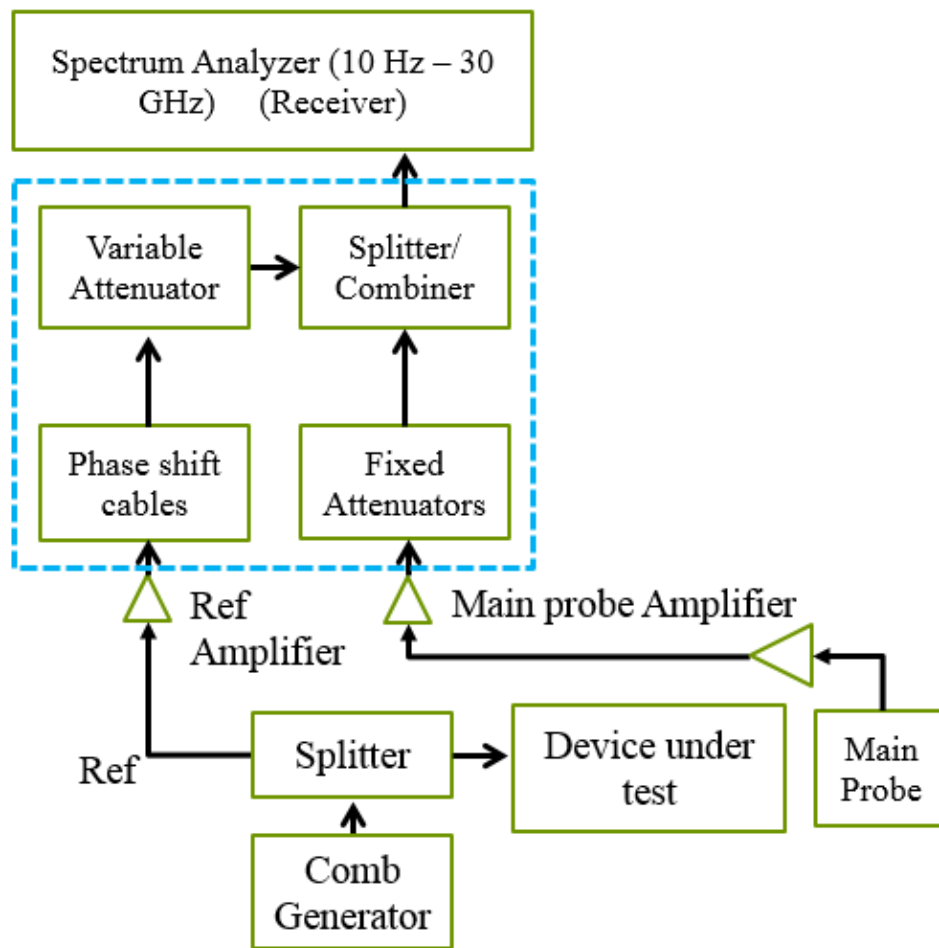 Spectrum Analyzer (10 Hz – 30
GHz) (Receiver)
Variable
Attenuator
Splitter/
Combiner
Phase shift
cables
Fixed
Attenuators
Ref
Amplifier
Main probe Amplifier
Ref
Splitter
Device under
test
Main
Probe
Comb
Generator